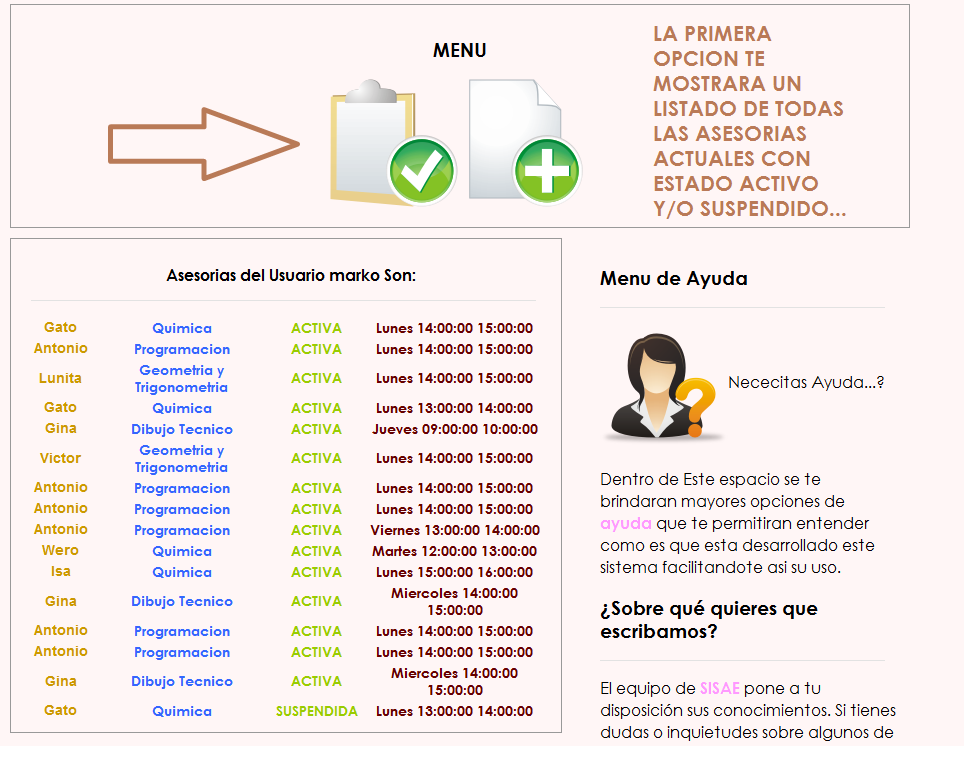 MENU
LA PRIMERA
OPCION TE
MOSTRARA UN
LISTADO DE TODAS
LAS ASESORIAS
ACTUALES CON
ESTADO ACTIVO
Y/O SUSPENDIDO...
Asesorias del Usuario marko Son:
Gato Quimica ACTIVA Lunes 14:00:00 15:00:00
Antonio Programacion ACTIVA Lunes 14:00:00 15:00:00
Lunita Geometria y ACTIVA Lunes 14:00:00 15:00:00
Trigonometria
Gato Quimica ACTIVA Lunes 13:00:00 14:00:00
Gina Dibujo Tecnico ACTIVA Jueves 09:00:00 10:00:00
Victor Geometria y ACTIVA Lunes 14:00:00 15:00:00
Trigonometria
Antonio Programacion ACTIVA Lunes 14:00:00 15:00:00
Antonio Programacion ACTIVA Lunes 14:00:00 15:00:00
Antonio Programacion ACTIVA Viernes 13:00:00 14:00:00
Wero Quimica ACTIVA Martes 12:00:00 13:00:00
Isa Quimica ACTIVA Lunes 15:00:00 16:00:00
Gina Dibujo Tecnico ACTIVA Miercoles 14:00:00
15:00:00
Antonio Programacion ACTIVA Lunes 14:00:00 15:00:00
Antonio Programacion ACTIVA Lunes 14:00:00 15:00:00
Gina Dibujo Tecnico ACTIVA Miercoles 14:00:00
15:00:00
Gato Quimica SUSPENDIDA Lunes 13:00:00 14:00:00
Menu de Ayuda
Nececitas Ayuda...?
Dentro de Este espacio se te
brindaran mayores opciones de
ayuda que te permitiran entender
como es que esta desarrollado este
sistema facilitandote asi su uso.
¿Sobre qué quieres que
escribamos?
El equipo de SISAE pone a tu
disposición sus conocimientos. Si tienes
dudas o inquietudes sobre algunos de